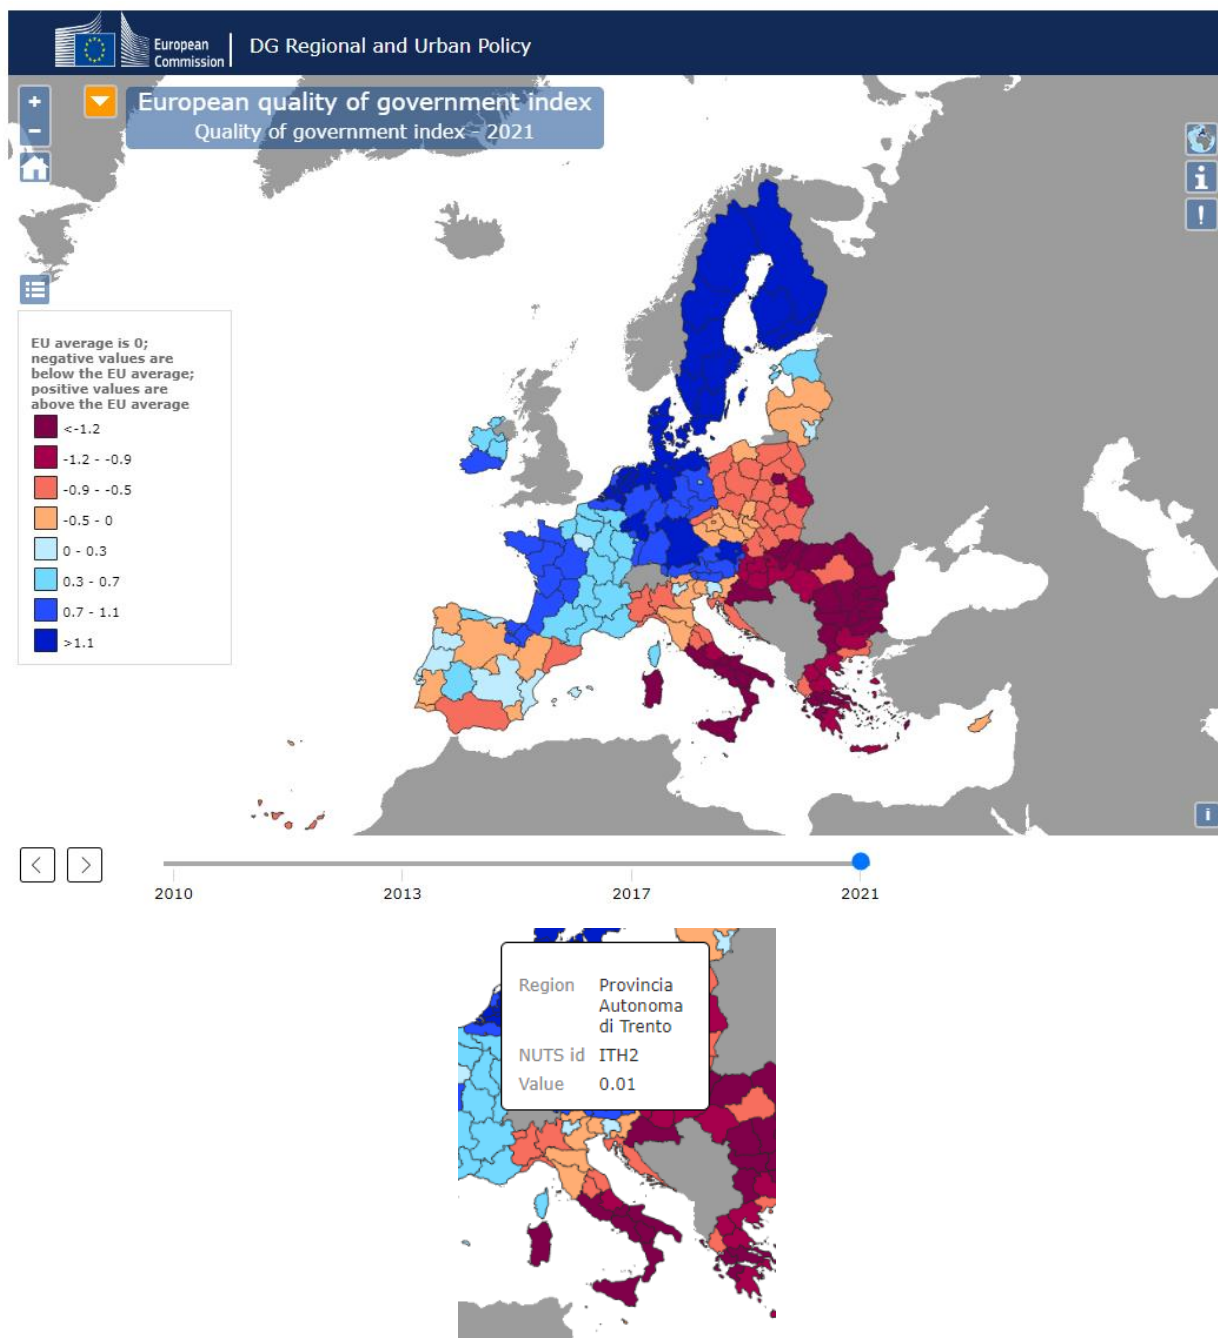 European
Commission
DG Regional and Urban Policy
+
European quality of government index
Quality of government index - 2021
-
EU average is 0;
negative values are
below the EU average;
positive values are
above the EU average
<-1.2
-1.2 - -0.9
-0.9 - -0.5
-0.5 - 0
0 - 0.3
0.3 - 0.7
0.7 - 1.1
>1.1
i
!
i
< >
2010 2013 2017 2021
Region Provincia
Autonoma
di Trento
NUTS id ITH2
Value 0.01